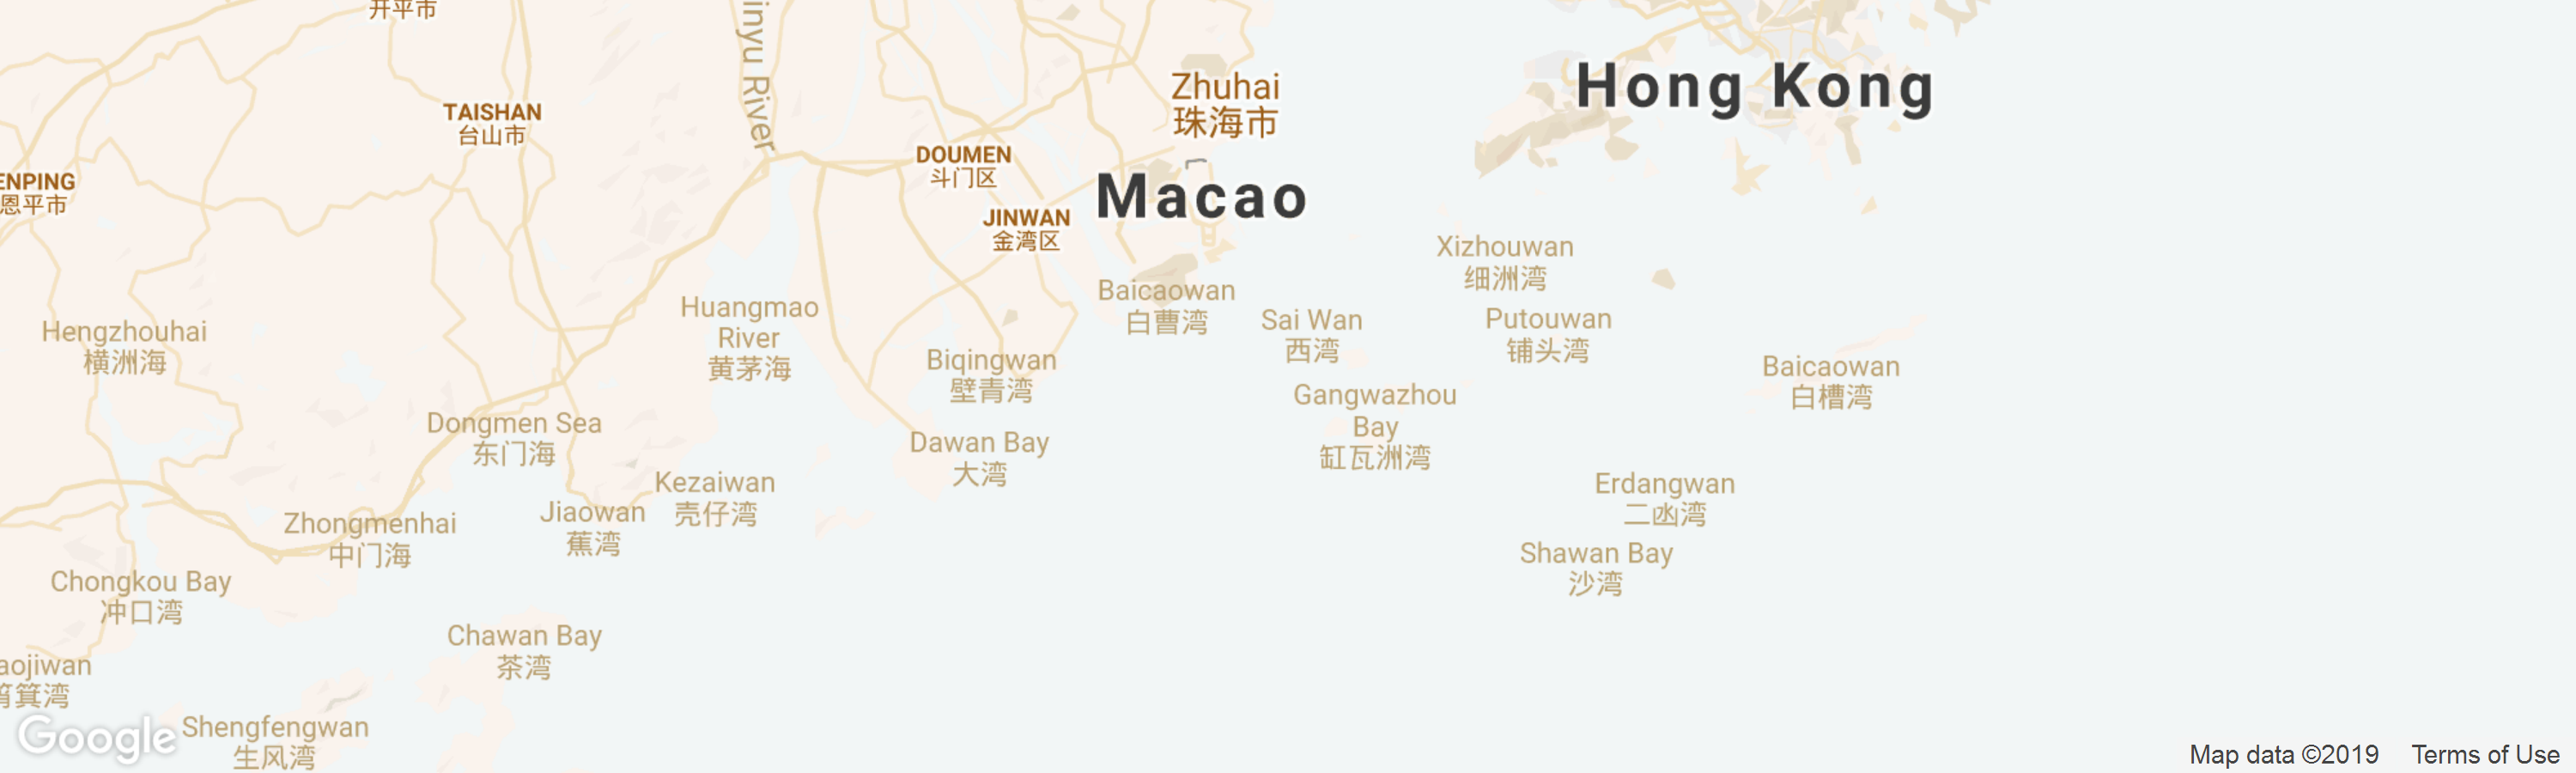 开平市
inyu River
Hong Kong
Zhuhai
珠海市
TAISHAN
台山市
DOUMEN
斗门区
ENPING
恩平市
Macao
JINWAN
金湾区
Xizhouwan
细洲湾
Baicaowan
白曹湾
Huangmao
River
黄茅海
Sai Wan
西湾
Putouwan
铺头湾
Hengzhouhai
横洲海
Biqingwan
壁青湾
Baicaowan
白槽湾
Gangwazhou
Bay
缸瓦洲湾
Dongmen Sea
东门海
Dawan Bay
大湾
Kezaiwan
壳仔湾
Erdangwan
二凼湾
Jiaowan
蕉湾
Zhongmenhai
中门海
Shawan Bay
沙湾
Chongkou Bay
冲口湾
Chawan Bay
茶湾
aojiwan
箕湾
Shengfengwan
生风湾
Google
Map data ©2019
Terms of Use